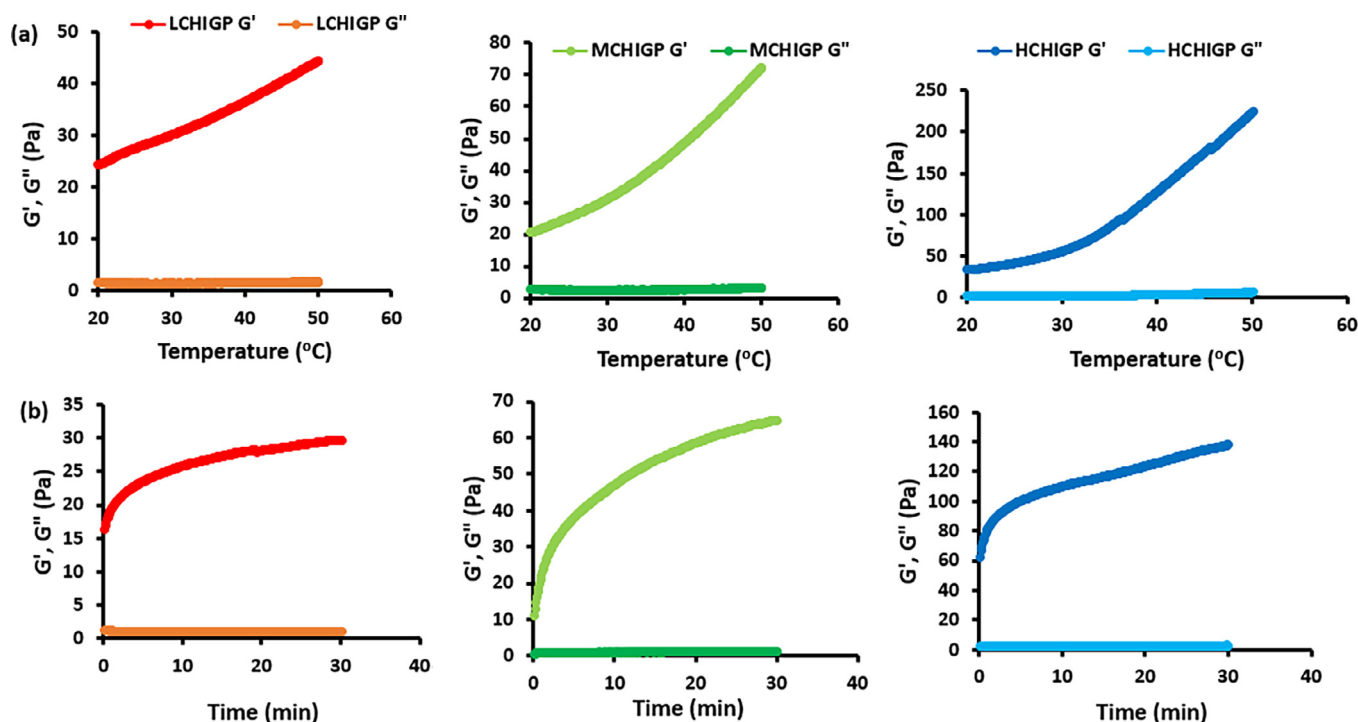 (a)
LCHIGP G' LCHIGP G"
50
40
30
20
10
0
G', G" (Pa)
20 30 40 50 60
Temperature (⁰C)
MCHIGP G' MCHIGP G"
80
70
60
50
40
30
20
10
0
G', G" (Pa)
20 30 40 50 60
Temperature (⁰C)
HCHIGP G' HCHIGP G"
250
200
150
100
50
0
G', G" (Pa)
20 30 40 50 60
Temperature (⁰C)
(b)
35
30
25
20
15
10
5
0
G', G" (Pa)
0 10 20 30 40
Time (min)
70
60
50
40
30
20
10
0
G', G" (Pa)
0 10 20 30 40
Time (min)
160
140
120
100
80
60
40
20
0
G', G" (Pa)
0 10 20 30 40
Time (min)